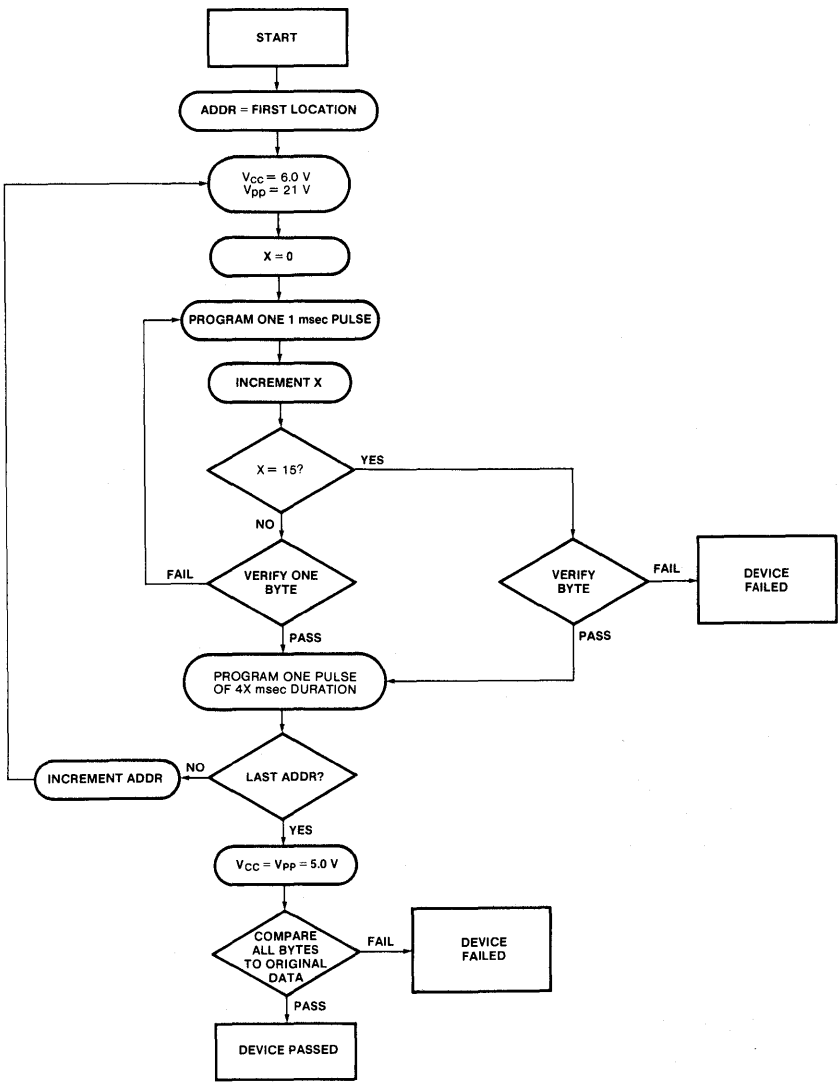 START
ADDR = FIRST LOCATION
VCC = 6.0 V
VPP = 21 V
X = 0
PROGRAM ONE 1 msec PULSE
INCREMENT X
X = 15?
YES
NO
VERIFY ONE
BYTE
FAIL
PASS
VERIFY
BYTE
FAIL
DEVICE
FAILED
PASS
PROGRAM ONE PULSE
OF 4X msec DURATION
LAST ADDR?
NO
INCREMENT ADDR
YES
VCC = VPP = 5.0 V
COMPARE
ALL BYTES
TO ORIGINAL
DATA
FAIL
DEVICE
FAILED
PASS
DEVICE PASSED